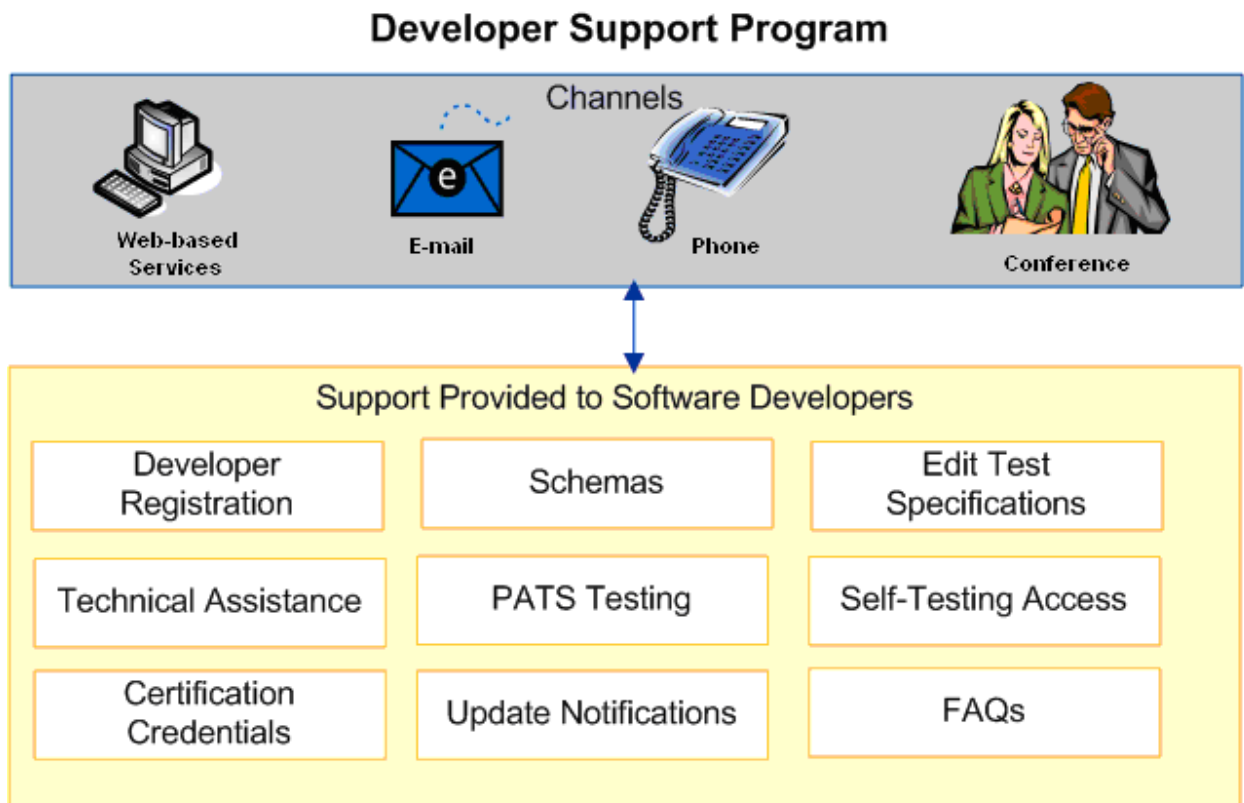 Developer Support Program
Channels
e
Web-based
Services
E-mail
Phone
Conference
Support Provided to Software Developers
Developer
Registration
Schemas
Edit Test
Specifications
Technical Assistance
PATS Testing
Self-Testing Access
Certification
Credentials
Update Notifications
FAQs